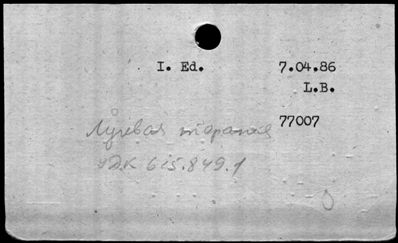 I. Ed. 7.04.86
L.B.
77007
Лучевая терапия
УДК 615.849.1